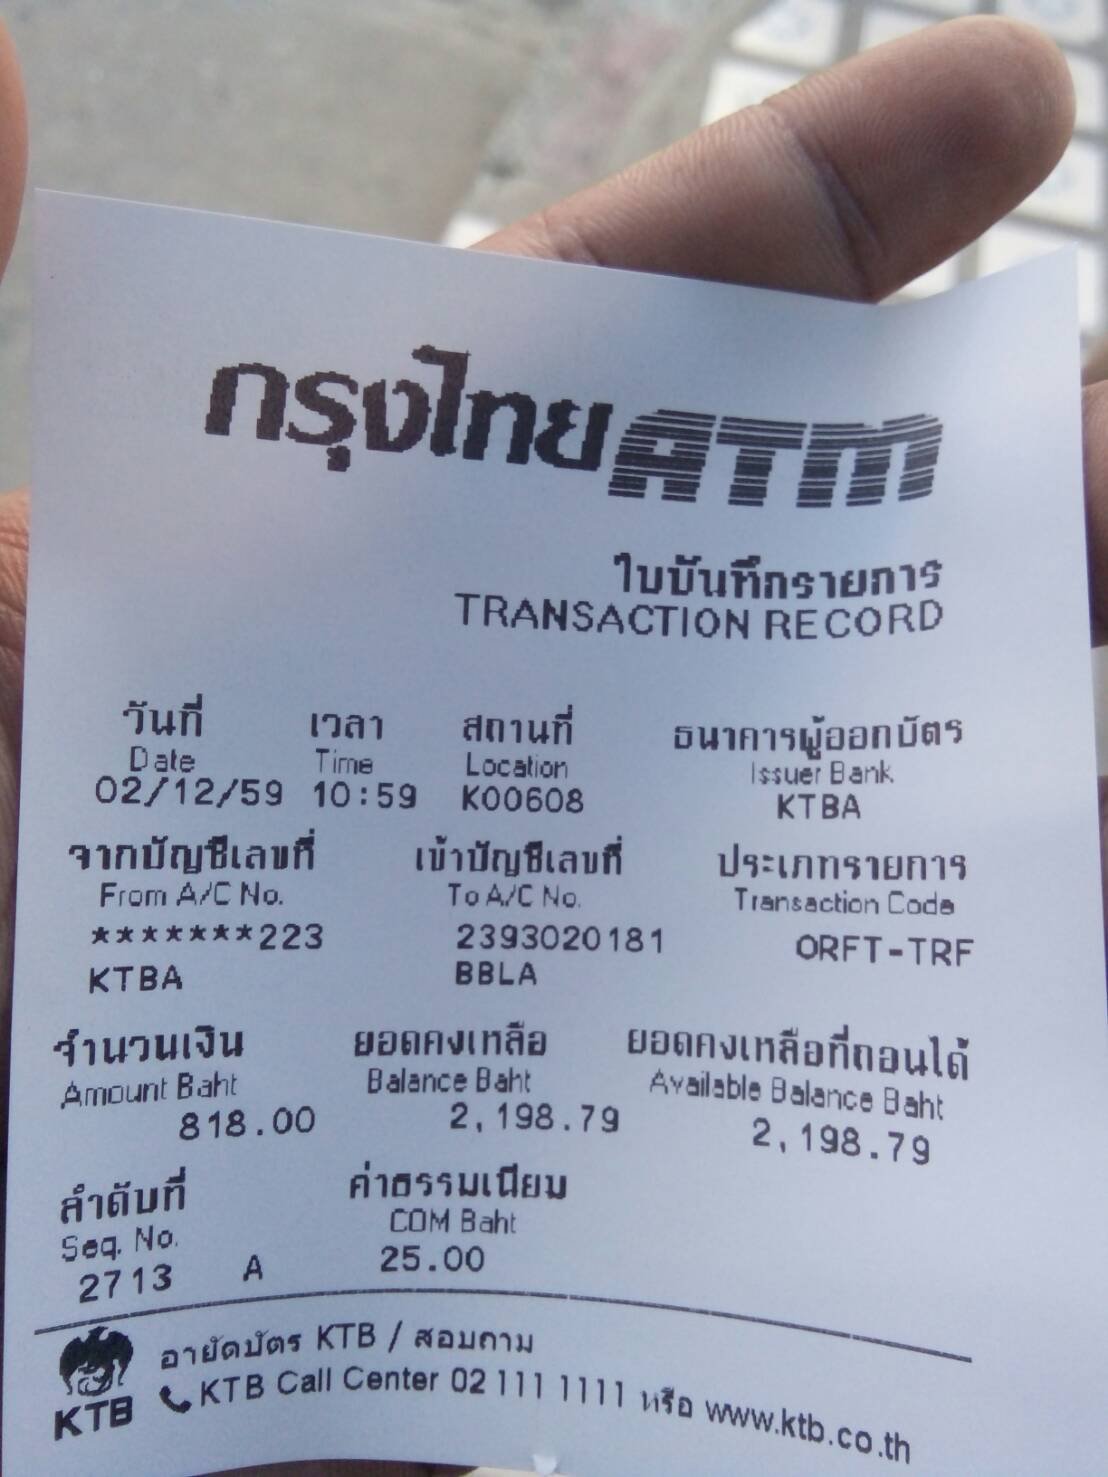 กรุงไทย ATM
ใบบันทึกรายการ
TRANSACTION RECORD
วันที่ เวลา สถานที่ ธนาคารผู้ออกบัตร
Date Time Location Issuer Bank
02/12/59 10:59 K00608 KTBA
จากบัญชีเลขที่ เข้าบัญชีเลขที่ ประเภทรายการ
From A/C No. To A/C No. Transaction Code
*******223 2393020181 ORFT-TRF
KTBA BBLA
จำนวนเงิน ยอดคงเหลือ ยอดคงเหลือที่ถอนได้
Amount Baht Balance Baht Available Balance Baht
818.00 2,198.79 2,198.79
ลำดับที่ ค่าธรรมเนียม
Seq. No. COM Baht
2713 A 25.00
อายัดบัตร KTB / สอบถาม
KTB Call Center 02 111 1111 หรือ www.ktb.co.th
KTB